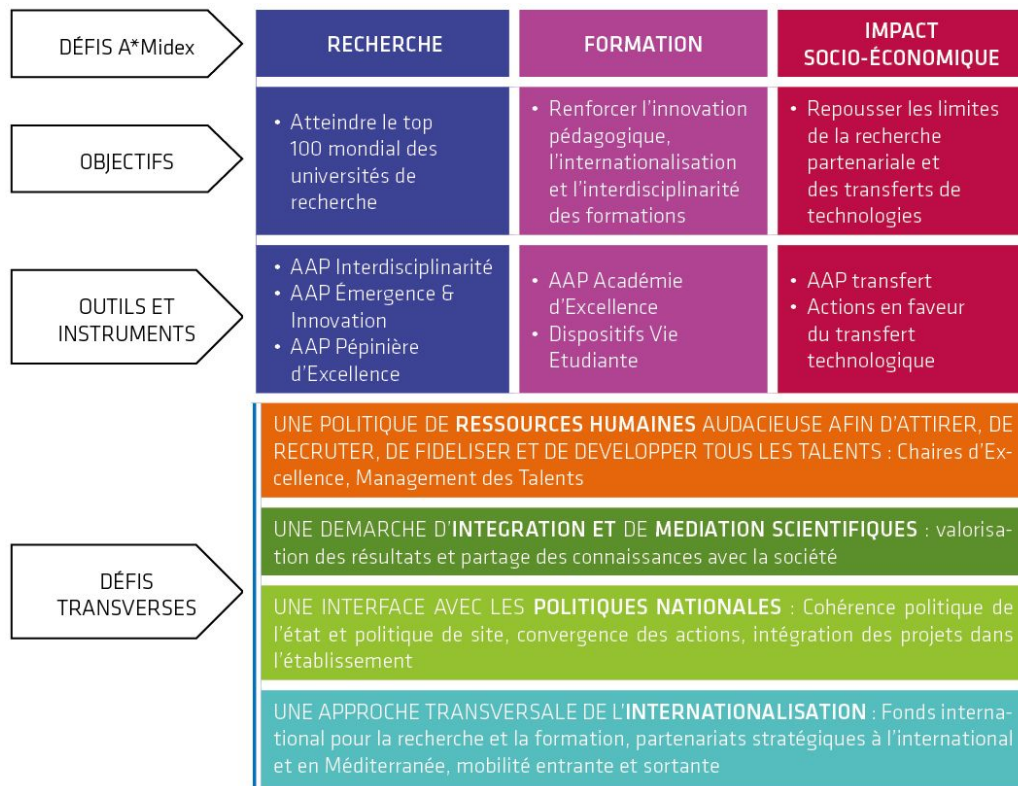 DÉFIS A*Midex
RECHERCHE
FORMATION
IMPACT
SOCIO-ÉCONOMIQUE
OBJECTIFS
• Atteindre le top
100 mondial des
universités de
recherche
• Renforcer l'innovation
pédagogique,
l'internationalisation
et l'interdisciplinarité
des formations
• Repousser les limites
de la recherche
partenariale et
des transferts de
technologies
OUTILS ET
INSTRUMENTS
• AAP Interdisciplinarité
• AAP Émergence &
Innovation
• AAP Pépinière
d'Excellence
• AAP Académie
d'Excellence
• Dispositifs Vie
Etudiante
• AAP transfert
• Actions en faveur
du transfert
technologique
DÉFIS
TRANSVERSES
UNE POLITIQUE DE RESSOURCES HUMAINES AUDACIEUSE AFIN D'ATTIRER, DE
RECRUTER, DE FIDELISER ET DE DEVELOPPER TOUS LES TALENTS : Chaires d'Ex-
cellence, Management des Talents
UNE DEMARCHE D'INTEGRATION ET DE MEDIATION SCIENTIFIQUES : valorisa-
tion des résultats et partage des connaissances avec la société
UNE INTERFACE AVEC LES POLITIQUES NATIONALES : Cohérence politique de
l'état et politique de site, convergence des actions, intégration des projets dans
l'établissement
UNE APPROCHE TRANSVERSALE DE L'INTERNATIONALISATION : Fonds interna-
tional pour la recherche et la formation, partenariats stratégiques à l'international
et en Méditerranée, mobilité entrante et sortante